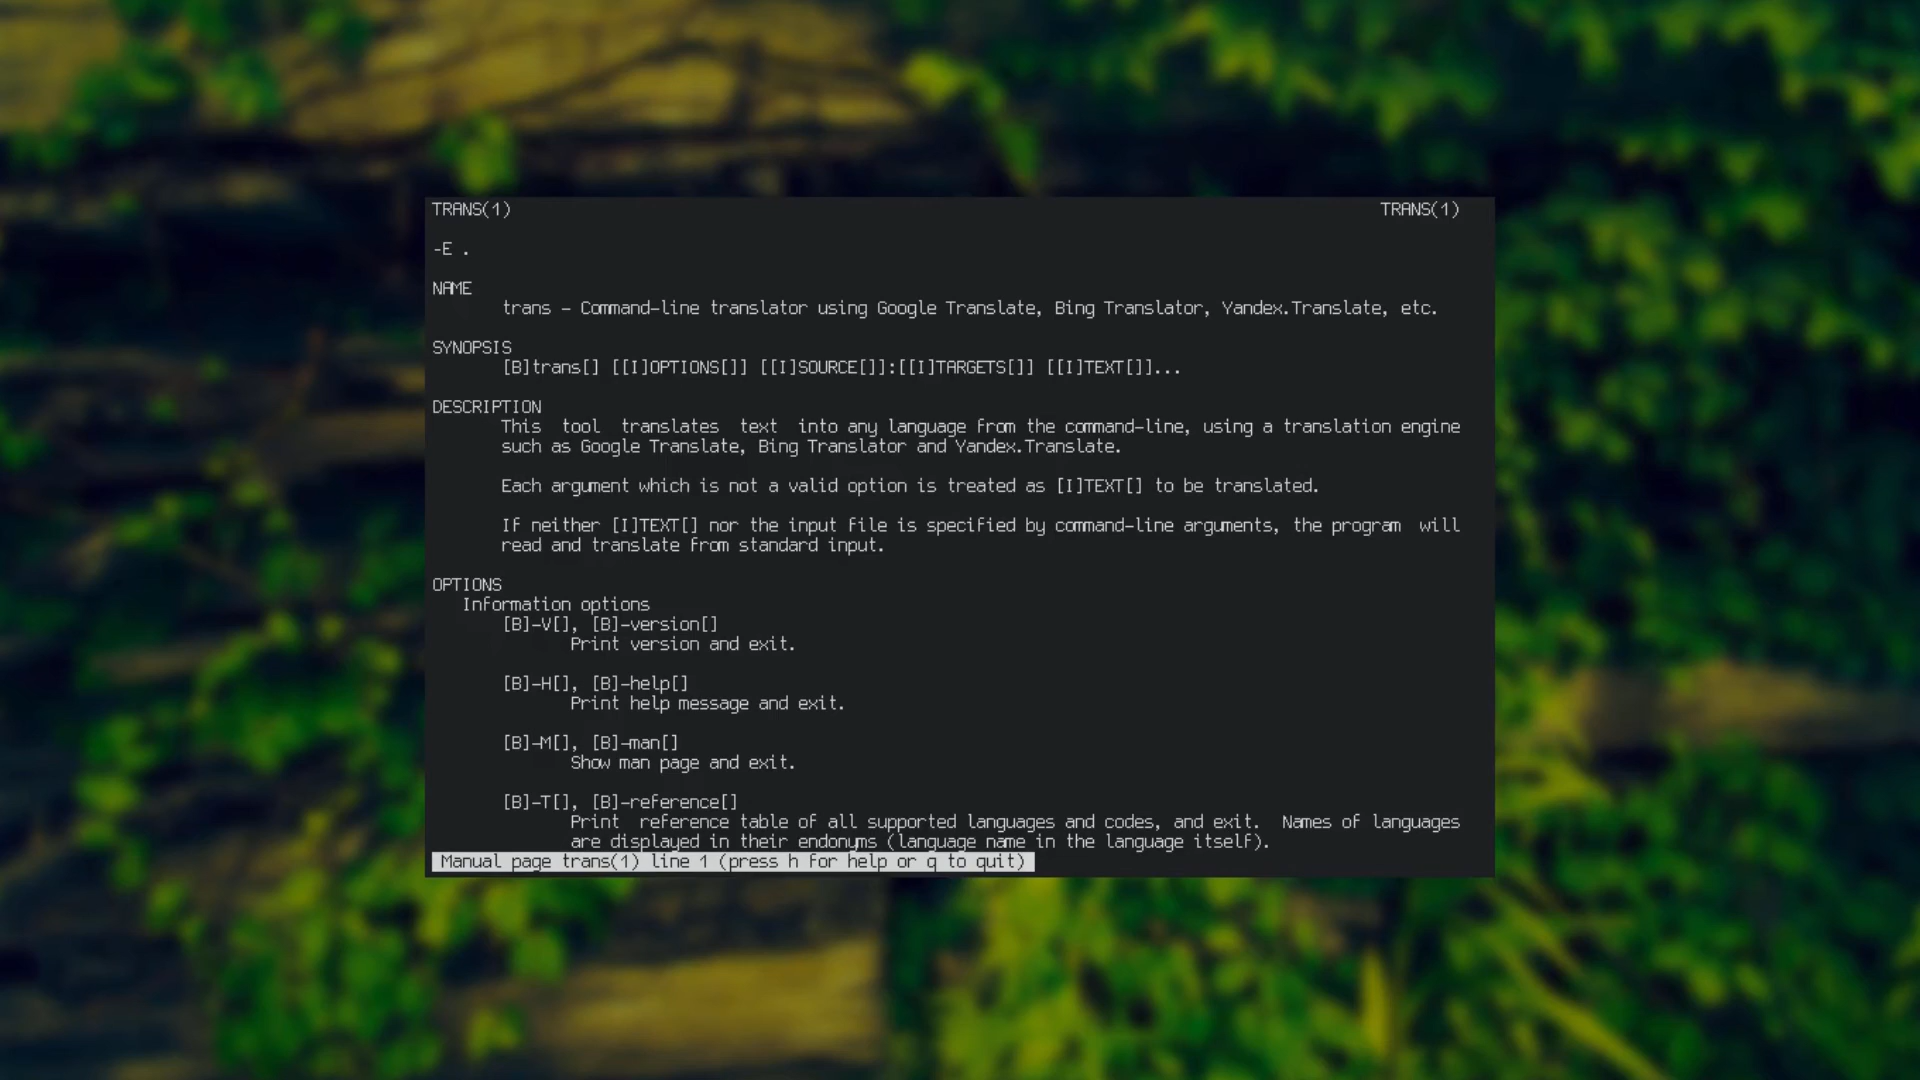 TRANS(1) TRANS(1)
-E .
NAME
trans – Command-line translator using Google Translate, Bing Translator, Yandex.Translate, etc.
SYNOPSIS
[B]trans[] [[I]OPTIONS[]] [[I]SOURCE[]]:[[I]TARGETS[]] [[I]TEXT[]]...
DESCRIPTION
This tool translates text into any language from the command-line, using a translation engine
such as Google Translate, Bing Translator and Yandex.Translate.
Each argument which is not a valid option is treated as [I]TEXT[] to be translated.
If neither [I]TEXT[] nor the input file is specified by command-line arguments, the program will
read and translate from standard input.
OPTIONS
Information options
[B]-V[], [B]-version[]
Print version and exit.
[B]-H[], [B]-help[]
Print help message and exit.
[B]-M[], [B]-man[]
Show man page and exit.
[B]-T[], [B]-reference[]
Print reference table of all supported languages and codes, and exit. Names of languages
are displayed in their endonyms (language name in the language itself).
Manual page trans(1) line 1 (press h for help or q to quit)